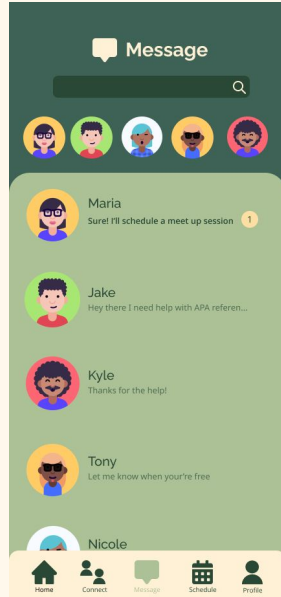 Message
Maria
Sure! I'll schedule a meet up session
1
Jake
Hey there I need help with APA referen...
Kyle
Thanks for the help!
Tony
Let me know when your're free
Nicole
Home Connect Message Schedule Profile